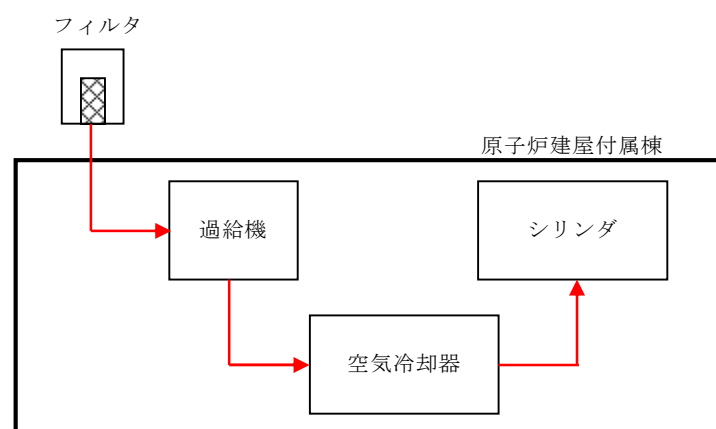 フィルタ
原子炉建屋付属棟
過給機
シリンダ
空気冷却器